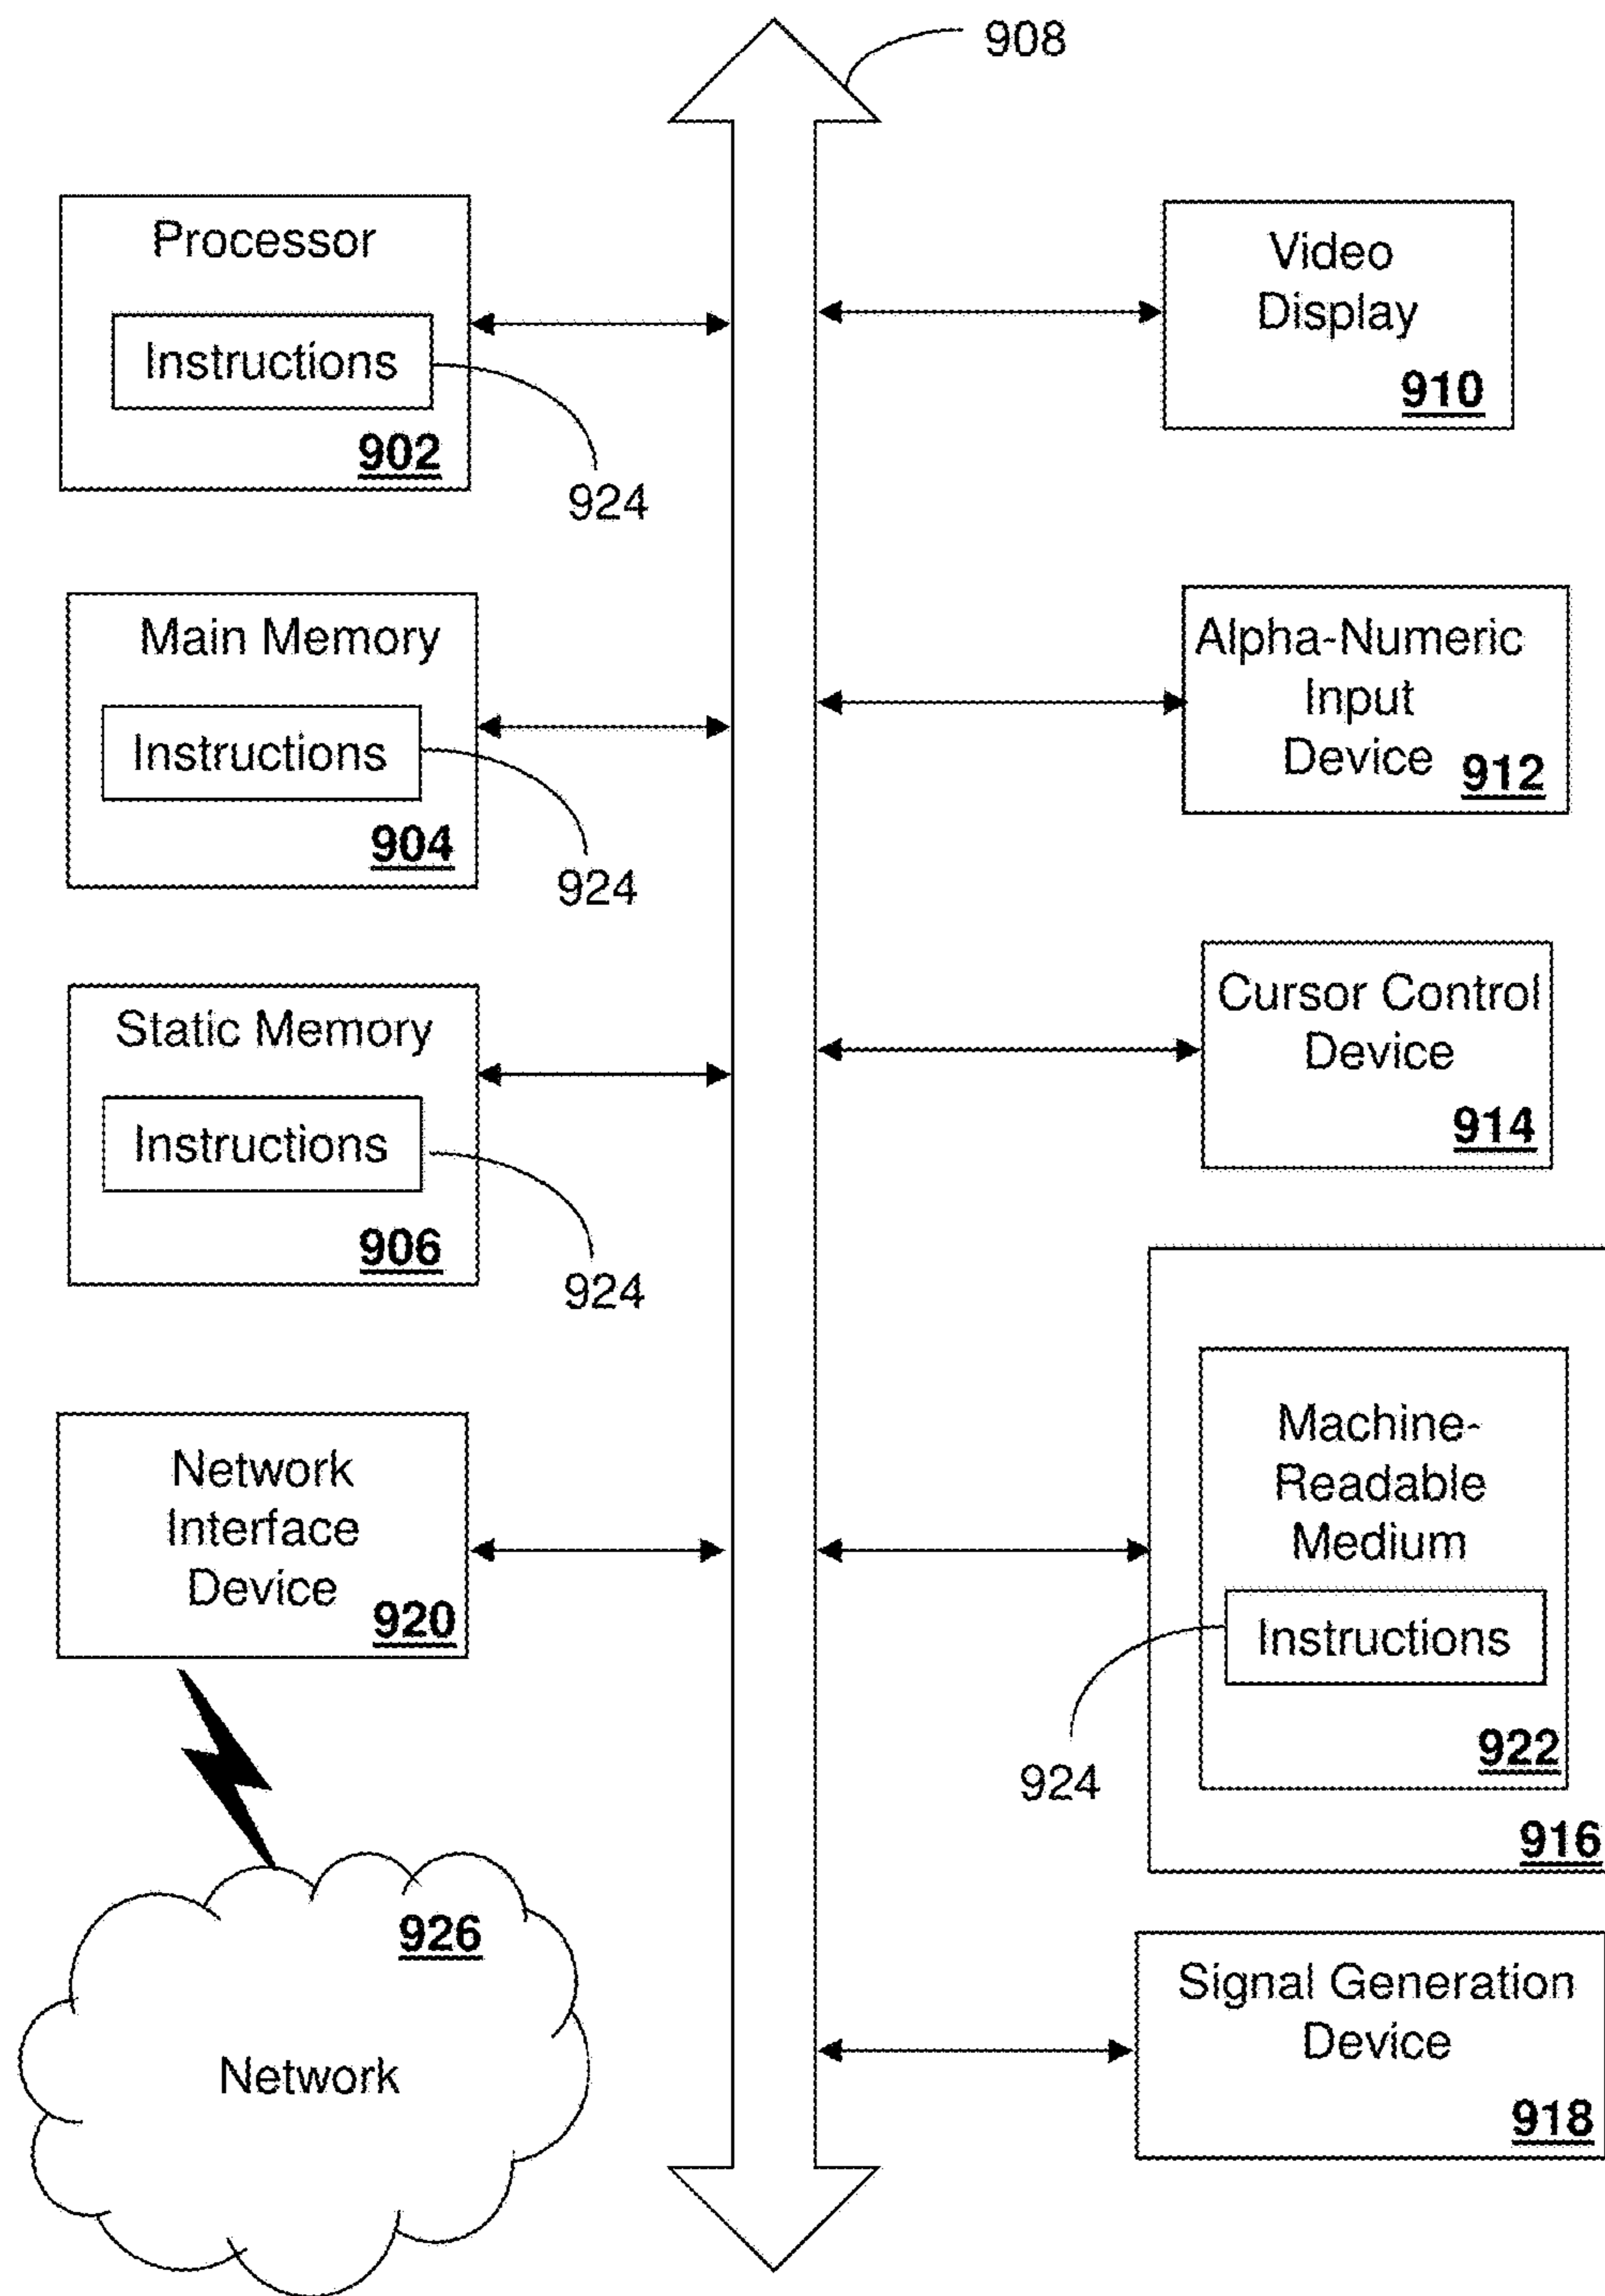 908
Processor
Instructions
902
924
Main Memory
Instructions
904
924
Static Memory
Instructions
906
924
Network
Interface
Device
920
926
Network
Video
Display
910
Alpha-Numeric
Input
Device
912
Cursor Control
Device
914
Machine-
Readable
Medium
Instructions
922
924
916
Signal Generation
Device
918